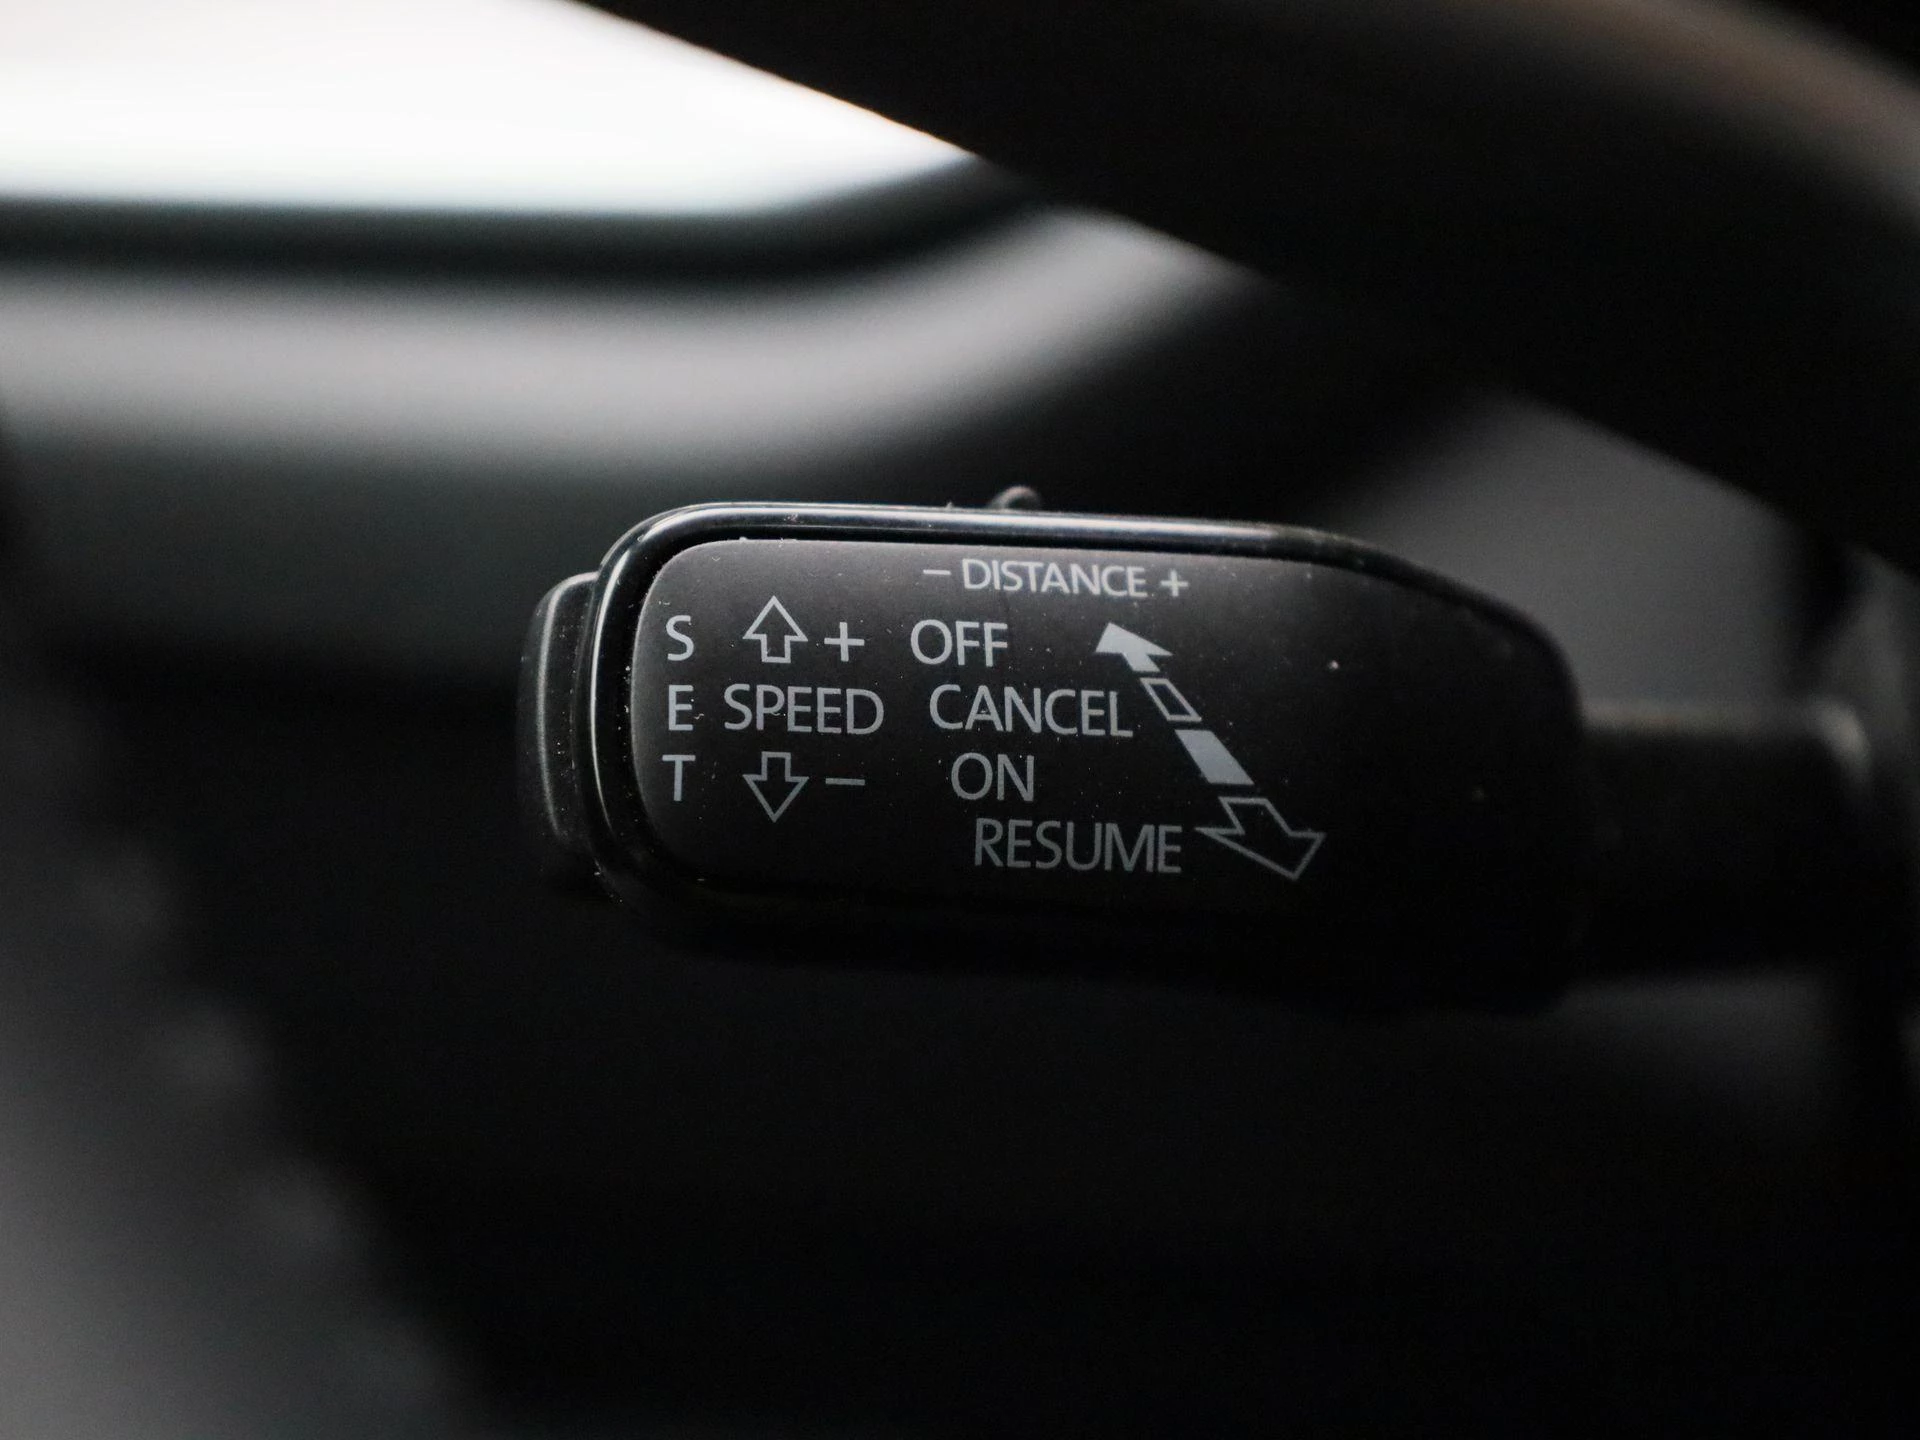 – DISTANCE +
S + OFF
E SPEED CANCEL
T – ON
RESUME